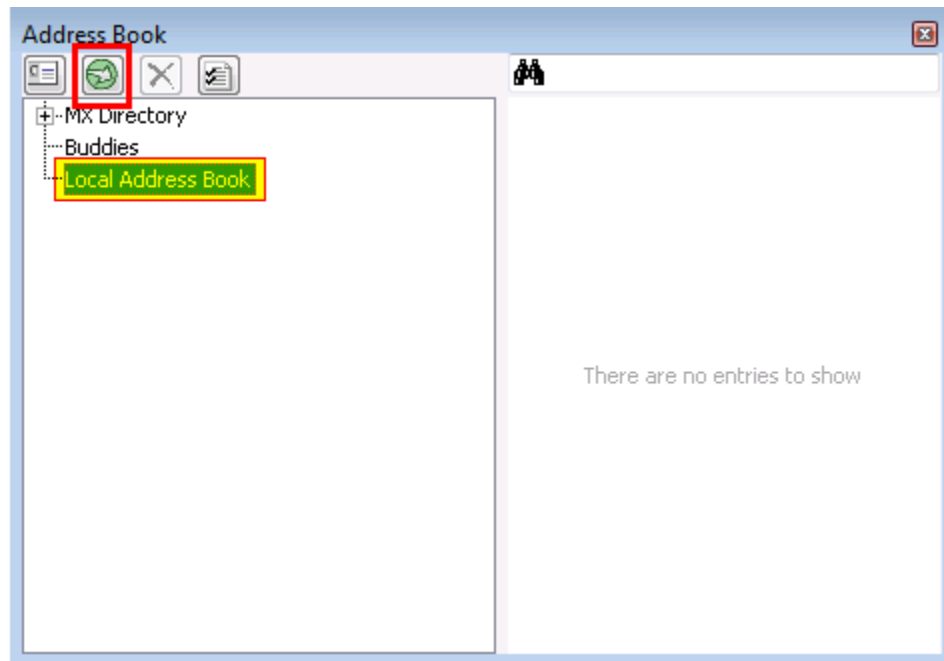 Address Book
MX Directory
Buddies
Local Address Book
There are no entries to show